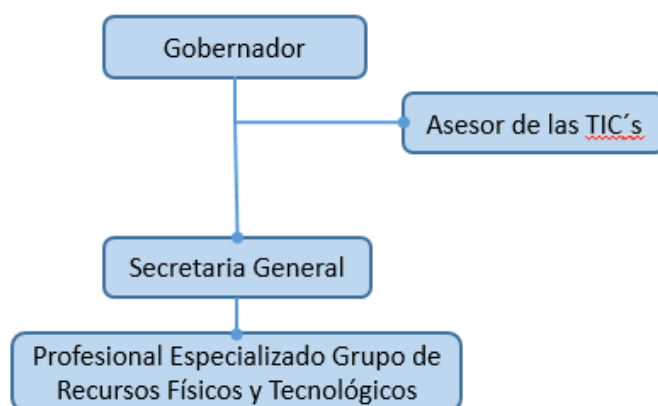 Gobernador
Asesor de las TIC´s
Secretaria General
Profesional Especializado Grupo de
Recursos Físicos y Tecnológicos